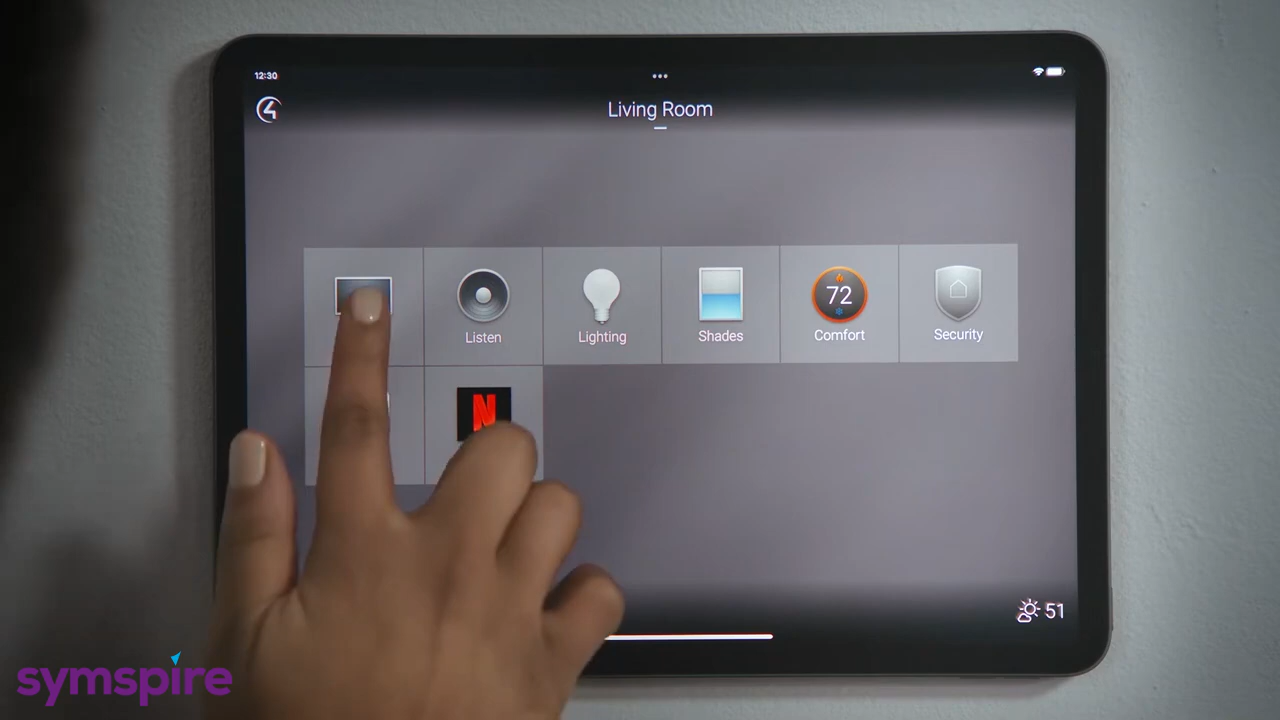 12:30
Living Room
Listen
Lighting
Shades
72
Comfort
Security
N
51
symspire